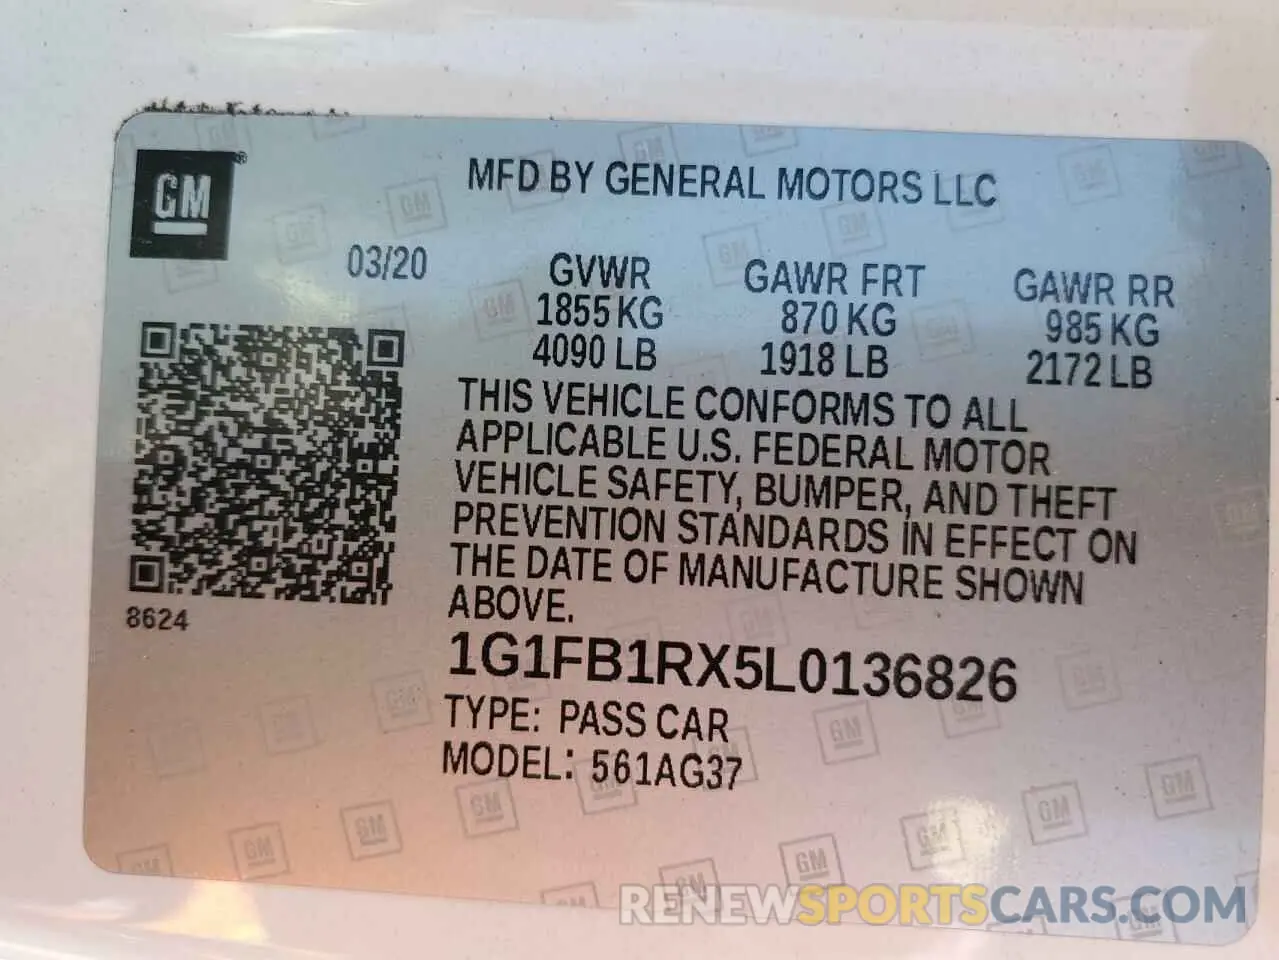 GM®
MFD BY GENERAL MOTORS LLC
03/20
GVWR GAWR FRT GAWR RR
1855 KG 870 KG 985 KG
4090 LB 1918 LB 2172 LB
THIS VEHICLE CONFORMS TO ALL
APPLICABLE U.S. FEDERAL MOTOR
VEHICLE SAFETY, BUMPER, AND THEFT
PREVENTION STANDARDS IN EFFECT ON
THE DATE OF MANUFACTURE SHOWN
ABOVE.
8624
1G1FB1RX5L0136826
TYPE: PASS CAR
MODEL: 561AG37
RENEWSPORTSCARS.COM